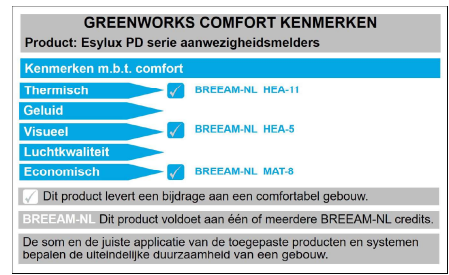 GREENWORKS COMFORT KENMERKEN
Product: Esylux PD serie aanwezigheidsmelders
Kenmerken m.b.t. comfort
Thermisch BREEAM-NL HEA-11
Geluid
Visueel BREEAM-NL HEA-5
Luchtkwaliteit
Economisch BREEAM-NL MAT-8
Dit product levert een bijdrage aan een comfortabel gebouw.
BREEAM-NL Dit product voldoet aan één of meerdere BREEAM-NL credits.
De som en de juiste applicatie van de toegepaste producten en systemen
bepalen de uiteindelijke duurzaamheid van een gebouw.